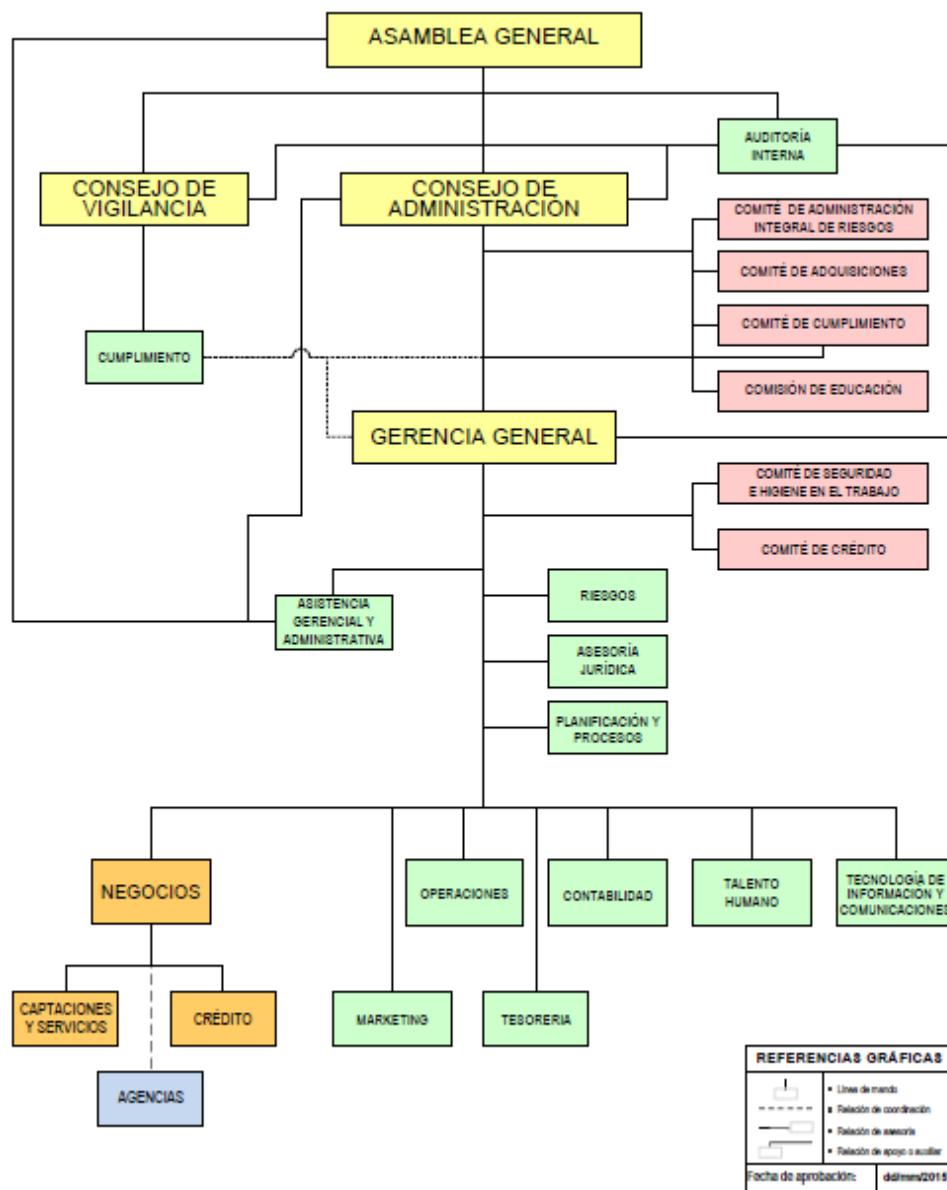 ASAMBLEA GENERAL
AUDITORÍA
INTERNA
CONSEJO DE
VIGILANCIA
CONSEJO DE
ADMINISTRACIÓN
COMITÉ DE ADMINISTRACIÓN
INTEGRAL DE RIESGOS
COMITÉ DE ADQUISICIONES
COMITÉ DE CUMPLIMIENTO
CUMPLIMIENTO
COMISIÓN DE EDUCACIÓN
GERENCIA GENERAL
COMITÉ DE SEGURIDAD
E HIGIENE EN EL TRABAJO
COMITÉ DE CRÉDITO
ASISTENCIA
GERENCIAL Y
ADMINISTRATIVA
RIESGOS
ASESORÍA
JURÍDICA
PLANIFICACIÓN Y
PROCESOS
NEGOCIOS
OPERACIONES
CONTABILIDAD
TALENTO
HUMANO
TECNOLOGÍA DE
INFORMACIÓN Y
COMUNICACIONES
CAPTACIONES
Y SERVICIOS
CRÉDITO
MARKETING
TESORERIA
AGENCIAS
REFERENCIAS GRÁFICAS
Línea de mando
Relación de coordinación
Relación de asesoría
Relación de apoyo o auxiliar
Fecha de aprobación: dd/mm/2015